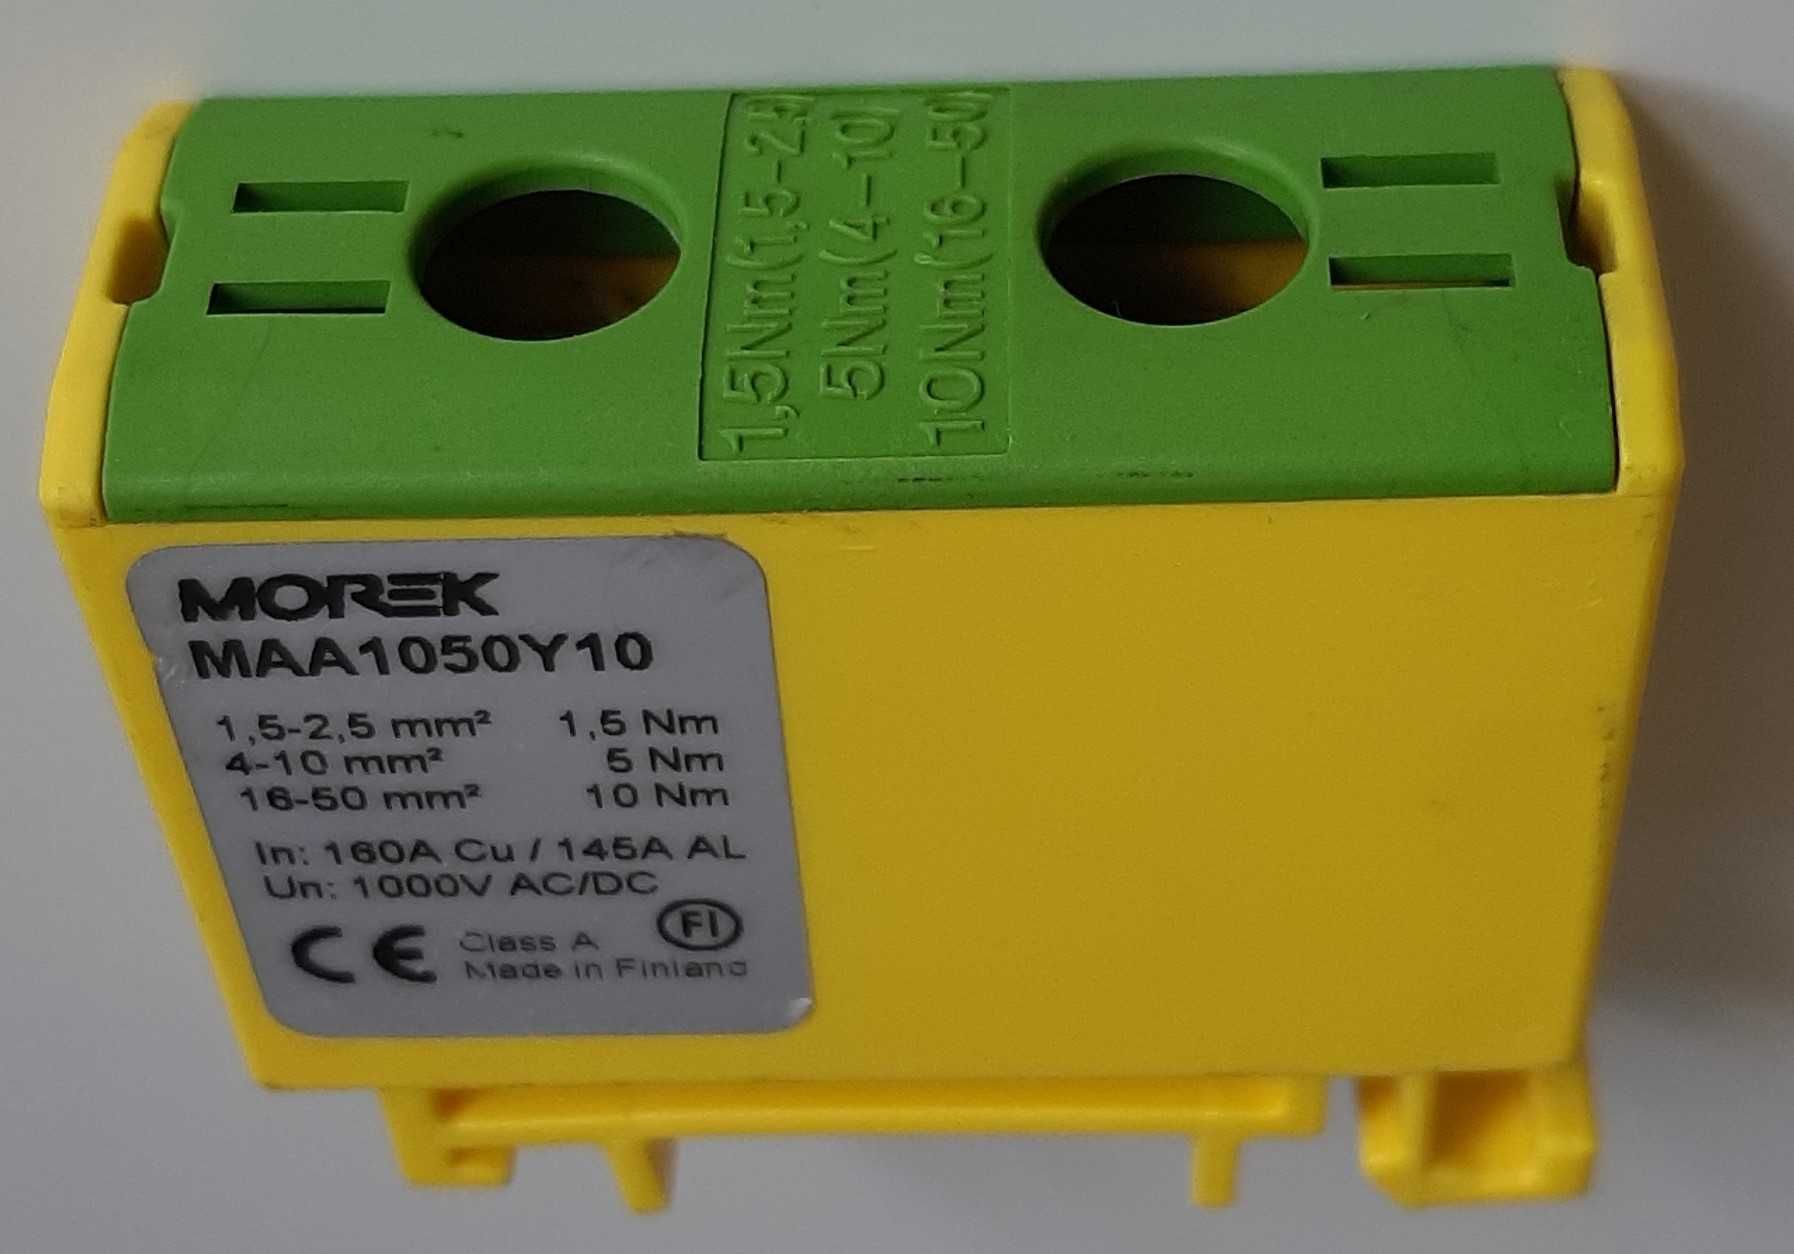 1,5Nm(1,5-2,5)
5Nm(4-10)
10Nm(16-50)
MOREK
MAA1050Y10
1,5-2,5 mm² 1,5 Nm
4-10 mm² 5 Nm
16-50 mm² 10 Nm
In: 160A Cu / 145A AL
Un: 1000V AC/DC
CE Class A FI
Made in Finland